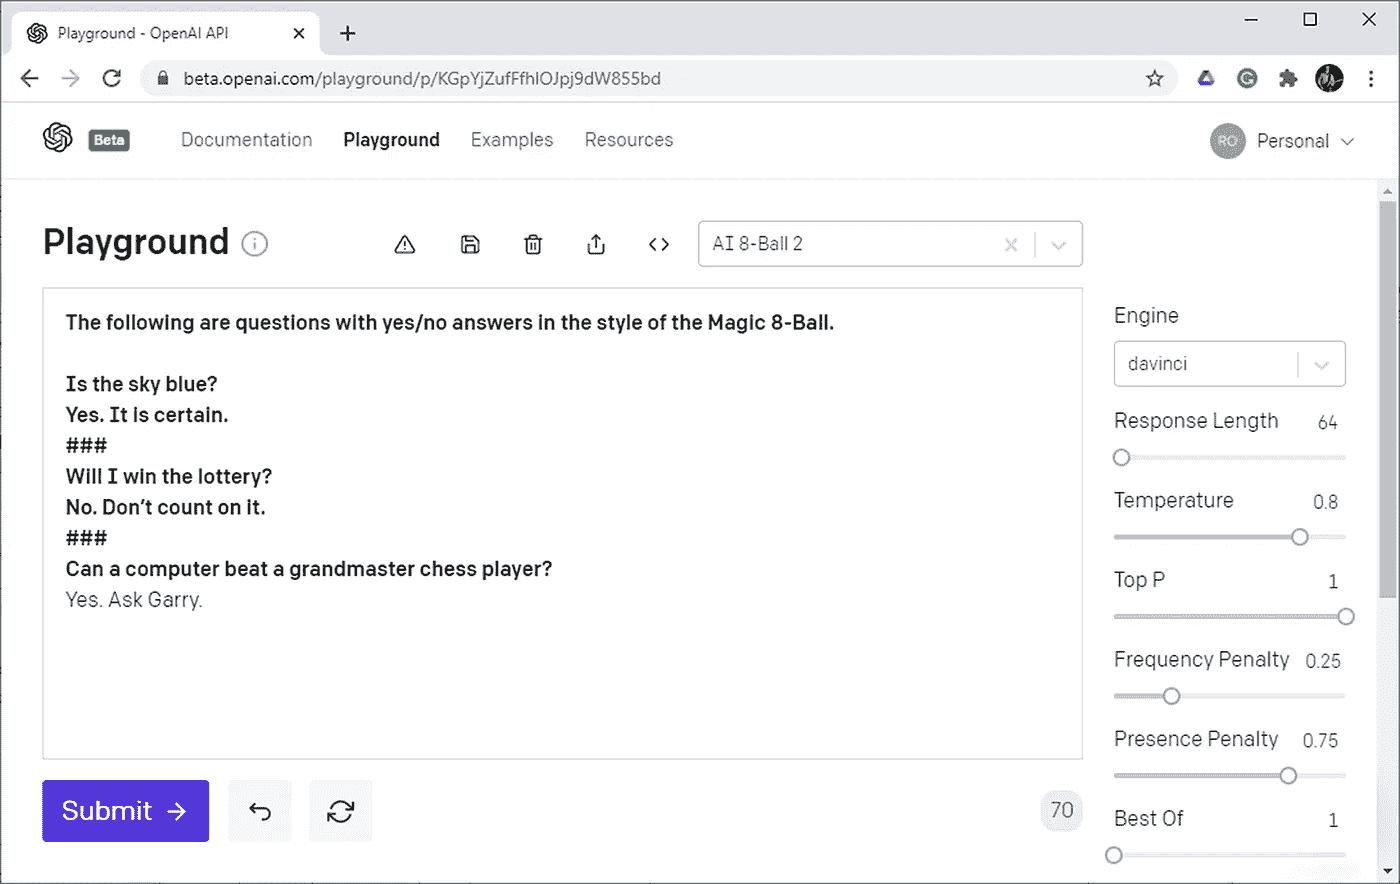 Playground - OpenAI API
beta.openai.com/playground/p/KGpYjZufFfhIOJpj9dW855bd
Beta
Documentation
Playground
Examples
Resources
RO
Personal
Playground
AI 8-Ball 2
The following are questions with yes/no answers in the style of the Magic 8-Ball.
Is the sky blue?
Yes. It is certain.
###
Will I win the lottery?
No. Don’t count on it.
###
Can a computer beat a grandmaster chess player?
Yes. Ask Garry.
Engine
davinci
Response Length 64
Temperature 0.8
Top P 1
Frequency Penalty 0.25
Presence Penalty 0.75
Best Of 1
Submit
70